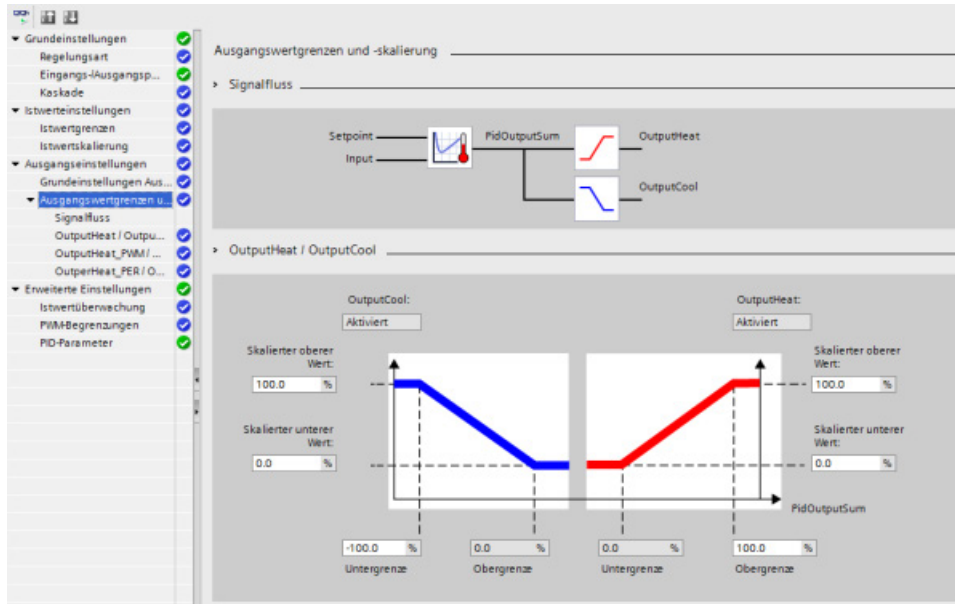 Grundeinstellungen
Regelungsart
Eingangs-/Ausgangsp...
Kaskade
Istwerteinstellungen
Istwertgrenzen
Istwertskalierung
Ausgangseinstellungen
Grundeinstellungen Aus...
Ausgangswertgrenzen u...
Signalfluss
OutputHeat / Outpu...
OutputHeat_PWM / ...
OutperHeat_PER / O...
Erweiterte Einstellungen
Istwertüberwachung
PWM-Begrenzungen
PID-Parameter
Ausgangswertgrenzen und -skalierung
Signalfluss
Setpoint
Input
PidOutputSum
OutputHeat
OutputCool
OutputHeat / OutputCool
OutputCool:
Aktiviert
OutputHeat:
Aktiviert
Skalierter oberer
Wert:
100.0 %
Skalierter unterer
Wert:
0.0 %
Skalierter oberer
Wert:
100.0 %
Skalierter unterer
Wert:
0.0 %
PidOutputSum
-100.0 %
Untergrenze
0.0 %
Obergrenze
0.0 %
Untergrenze
100.0 %
Obergrenze